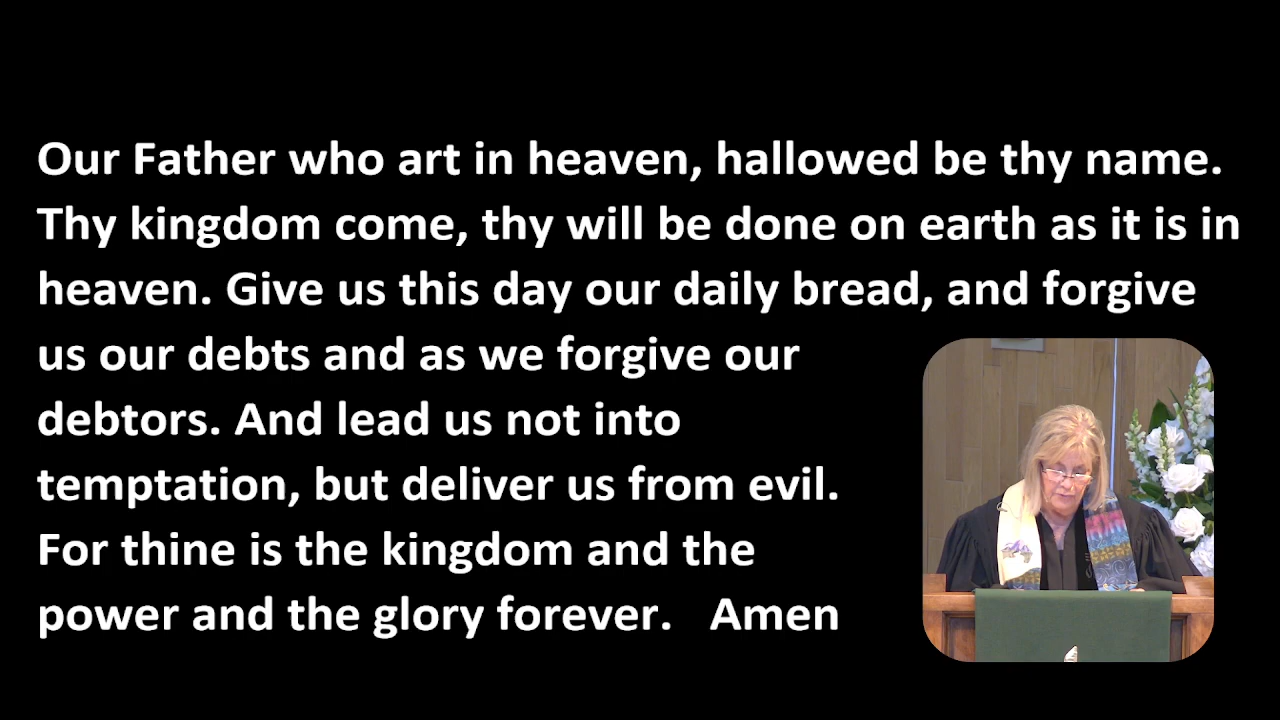 Our Father who art in heaven, hallowed be thy name.
Thy kingdom come, thy will be done on earth as it is in
heaven. Give us this day our daily bread, and forgive
us our debts and as we forgive our
debtors. And lead us not into
temptation, but deliver us from evil.
For thine is the kingdom and the
power and the glory forever.   Amen